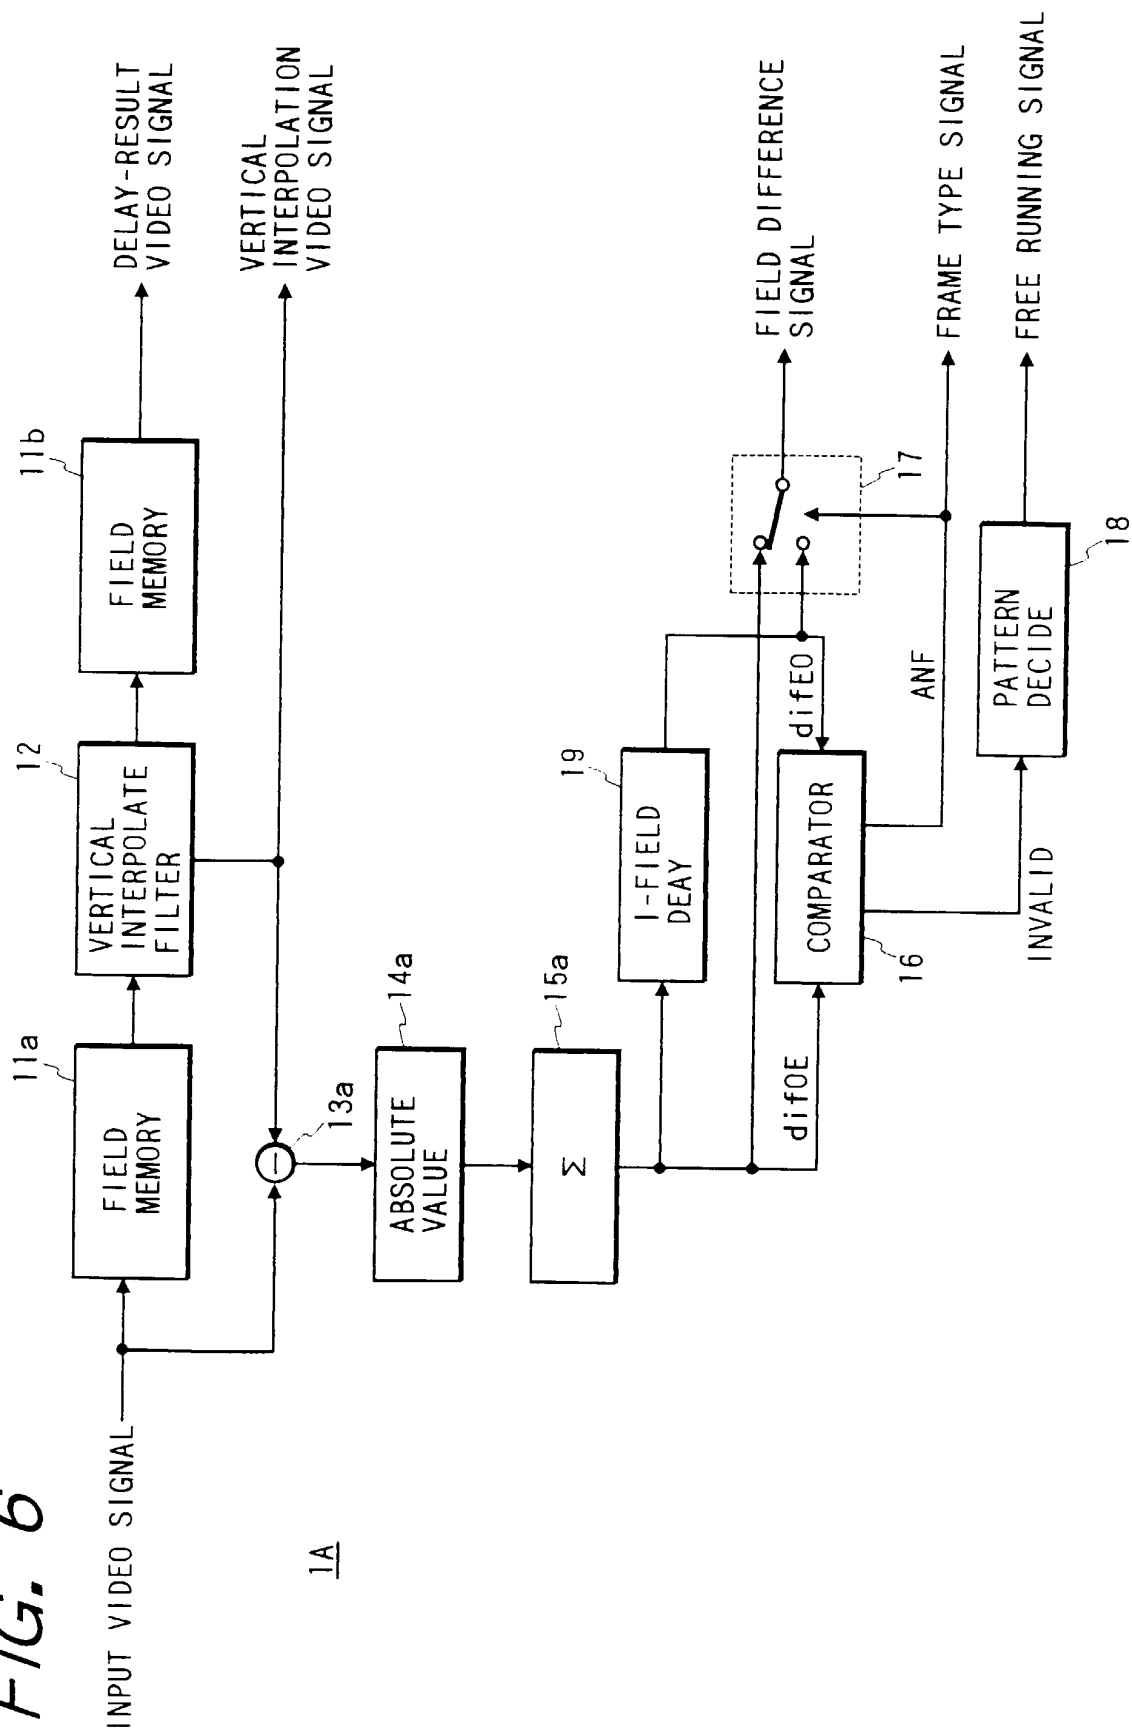 FIG. 6
1A
INPUT VIDEO SIGNAL
11a
FIELD
MEMORY
12
VERTICAL
INTERPOLATE
FILTER
11b
FIELD
MEMORY
DELAY-RESULT
VIDEO SIGNAL
VERTICAL
INTERPOLATION
VIDEO SIGNAL
13a
14a
ABSOLUTE
VALUE
15a
Σ
19
I-FIELD
DEAY
difEO
difOE
COMPARATOR
16
17
FIELD DIFFERENCE
SIGNAL
ANF
FRAME TYPE SIGNAL
INVALID
PATTERN
DECIDE
18
FREE RUNNING SIGNAL